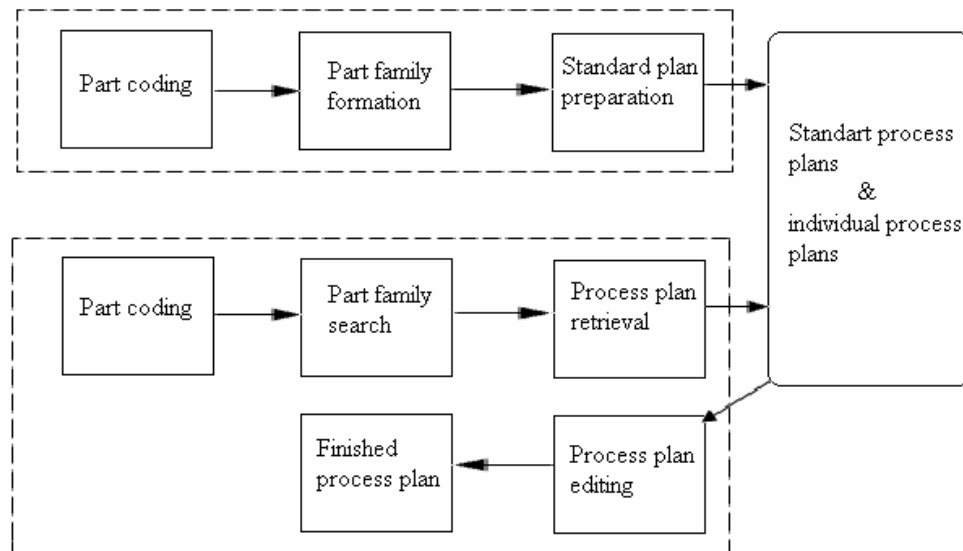 Part coding
Part family
formation
Standard plan
preparation
Standart process
plans
&
individual process
plans
Part coding
Part family
search
Process plan
retrieval
Finished
process plan
Process plan
editing